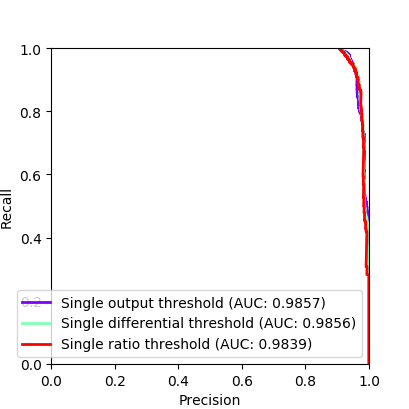 1.0
0.8
Recall
0.6
0.4
0.2
Single output threshold (AUC: 0.9857)
Single differential threshold (AUC: 0.9856)
Single ratio threshold (AUC: 0.9839)
0.0
0.0 0.2 0.4 0.6 0.8 1.0
Precision